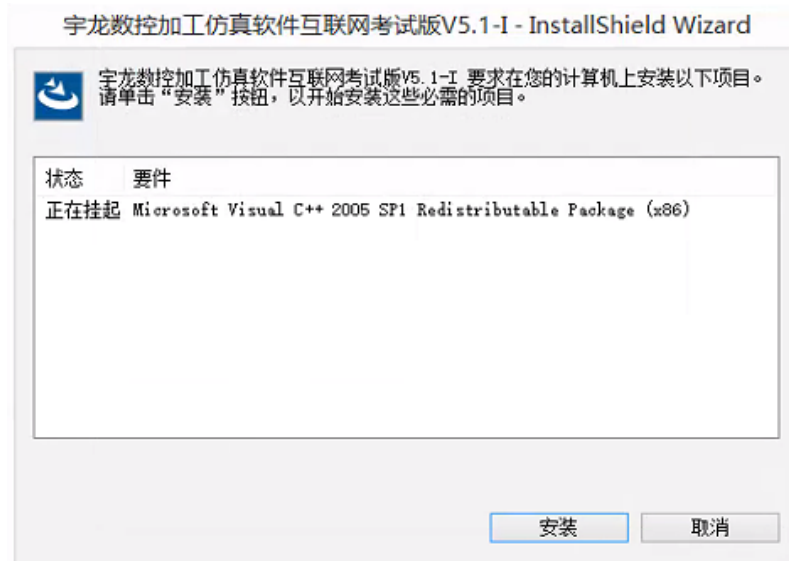 宇龙数控加工仿真软件互联网考试版V5.1-I - InstallShield Wizard
宇龙数控加工仿真软件互联网考试版V5.1-I 要求在您的计算机上安装以下项目。
请单击“安装”按钮，以开始安装这些必需的项目。
状态 要件
正在挂起 Microsoft Visual C++ 2005 SP1 Redistributable Package (x86)
安装 取消